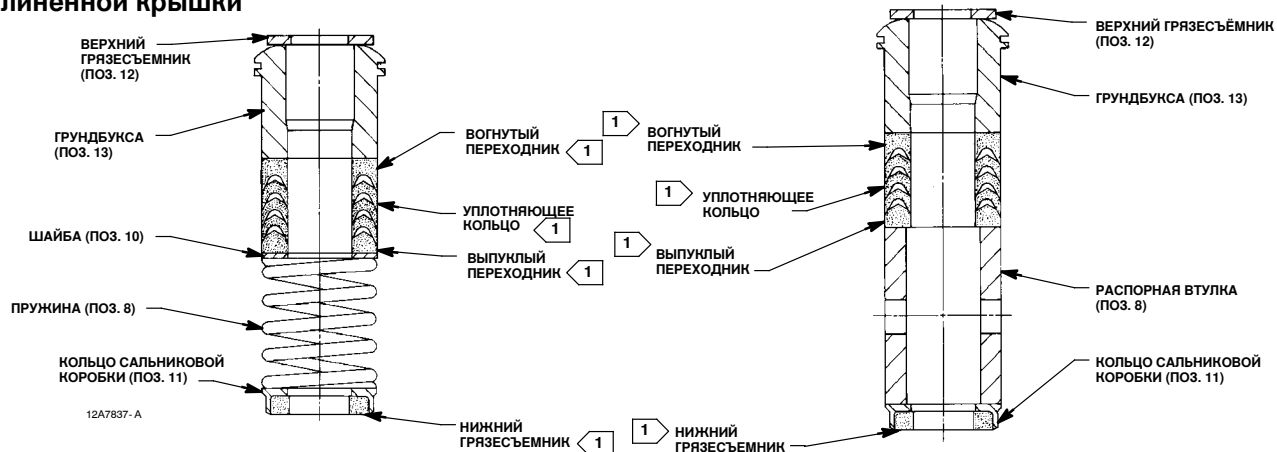 линенной крышки
ВЕРХНИЙ
ГРЯЗЕСЪЕМНИК
(ПОЗ. 12)
ГРУНДБУКСА
(ПОЗ. 13)
ШАЙБА (ПОЗ. 10)
ПРУЖИНА (ПОЗ. 8)
КОЛЬЦО САЛЬНИКОВОЙ
КОРОБКИ (ПОЗ. 11)
12A7837-A
ВОГНУТЫЙ
ПЕРЕХОДНИК 1
УПЛОТНЯЮЩЕЕ
КОЛЬЦО 1
ВЫПУКЛЫЙ
ПЕРЕХОДНИК 1
НИЖНИЙ
ГРЯЗЕСЪЕМНИК 1
1 ВОГНУТЫЙ
ПЕРЕХОДНИК
1 УПЛОТНЯЮЩЕЕ
КОЛЬЦО
1 ВЫПУКЛЫЙ
ПЕРЕХОДНИК
1 НИЖНИЙ
ГРЯЗЕСЪЕМНИК
ВЕРХНИЙ ГРЯЗЕСЪЁМНИК
(ПОЗ. 12)
ГРУНДБУКСА (ПОЗ. 13)
РАСПОРНАЯ ВТУЛКА
(ПОЗ. 8)
КОЛЬЦО САЛЬНИКОВОЙ
КОРОБКИ (ПОЗ. 11)